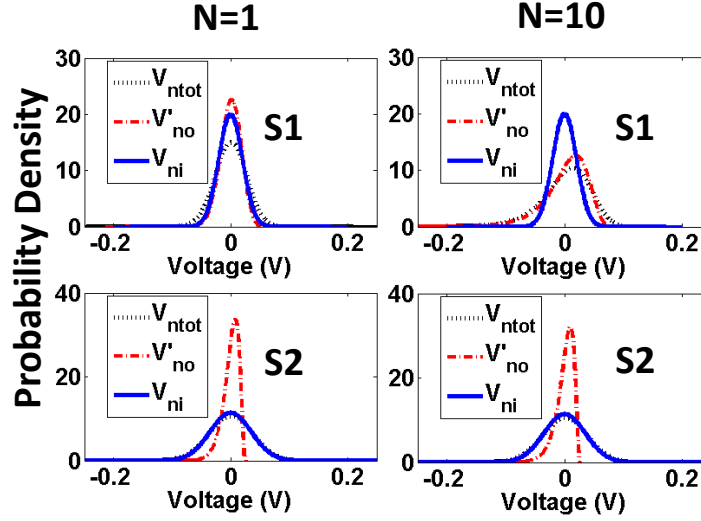 N=1
N=10
Probability Density
30
20
10
0
V_ntot
V'_no
V_ni
S1
-0.2 0 0.2
Voltage (V)
30
20
10
0
V_ntot
V'_no
V_ni
S1
-0.2 0 0.2
Voltage (V)
40
20
0
V_ntot
V'_no
V_ni
S2
-0.2 0 0.2
Voltage (V)
40
20
0
V_ntot
V'_no
V_ni
S2
-0.2 0 0.2
Voltage (V)